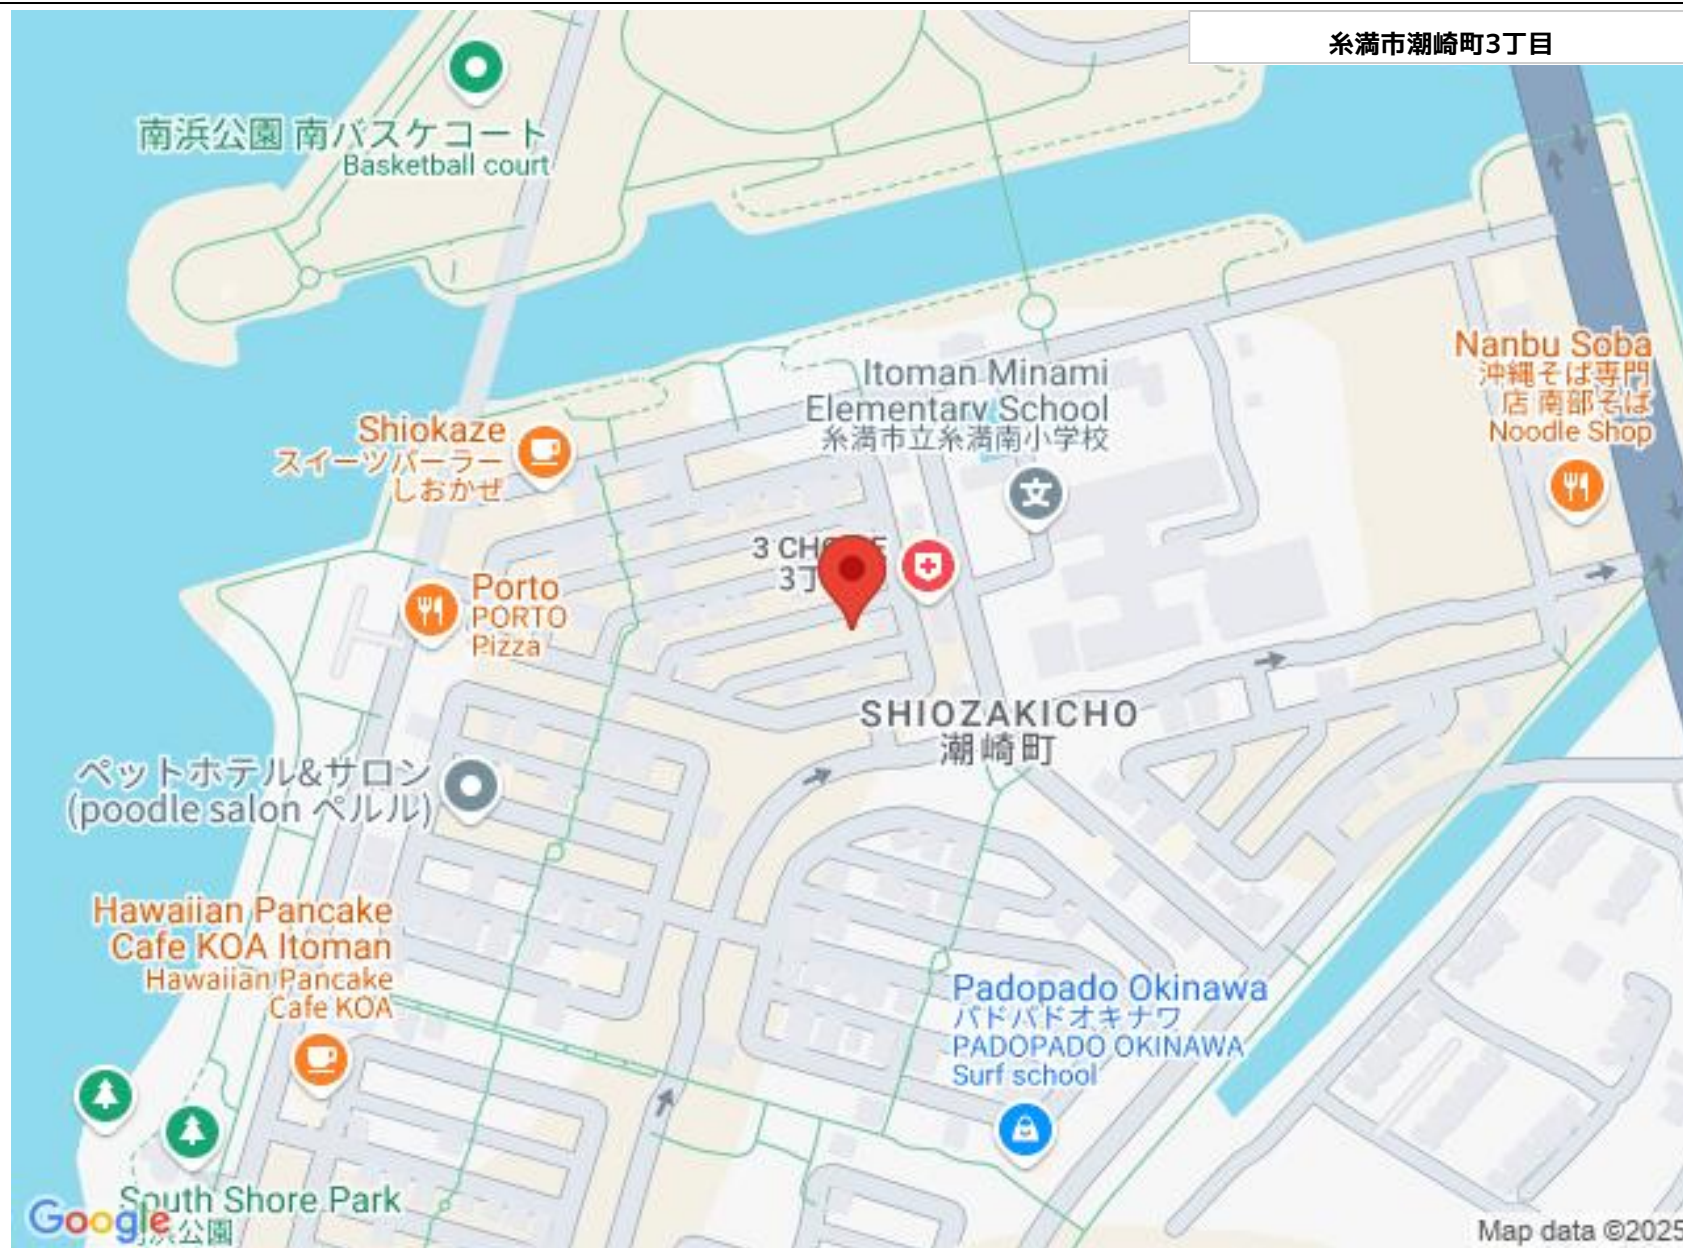 糸満市潮崎町3丁目
南浜公園 南バスケコート
Basketball court
Nanbu Soba
沖縄そば専門
店 南部そば
Noodle Shop
Itoman Minami
Elementary School
糸満市立糸満南小学校
Shiokaze
スイーツパーラー
しおかぜ
Porto
PORTO
Pizza
SHIOZAKICHO
潮崎町
ペットホテル&サロン
(poodle salon ペルル)
Hawaiian Pancake
Cafe KOA Itoman
Hawaiian Pancake
Cafe KOA
Padopado Okinawa
パドパドオキナワ
PADOPADO OKINAWA
Surf school
South Shore Park
Google
Map data ©2025